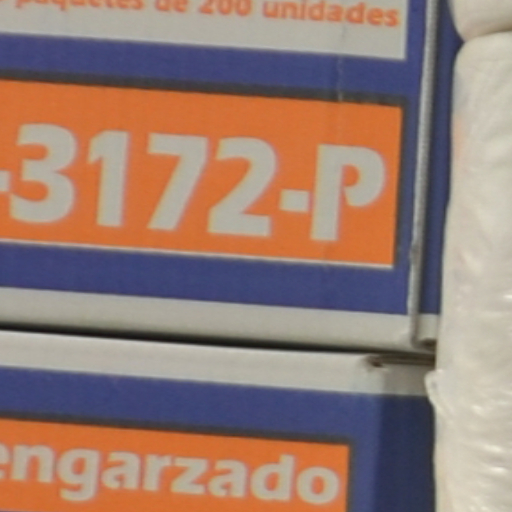 paquetes de 200 unidades
-3172-P
engarzado